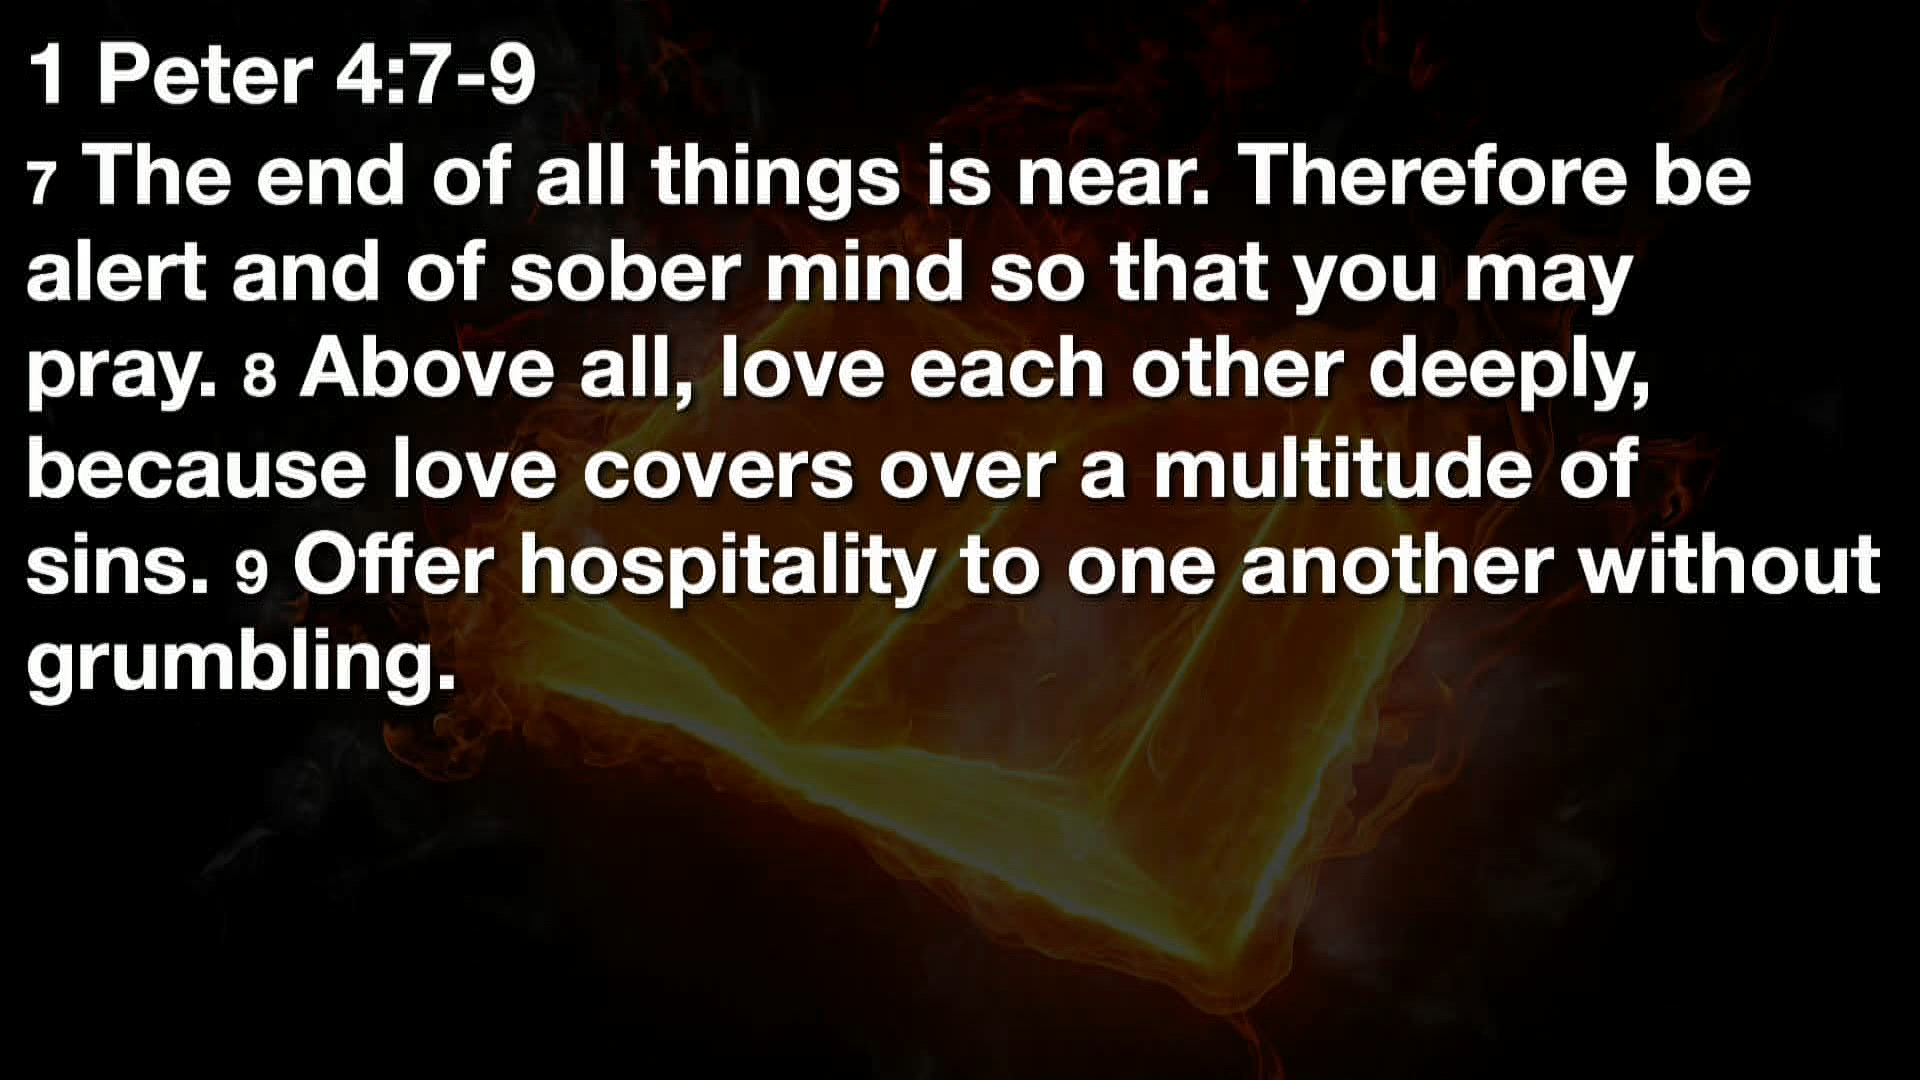 1 Peter 4:7-9
7 The end of all things is near. Therefore be
alert and of sober mind so that you may
pray. 8 Above all, love each other deeply,
because love covers over a multitude of
sins. 9 Offer hospitality to one another without
grumbling.